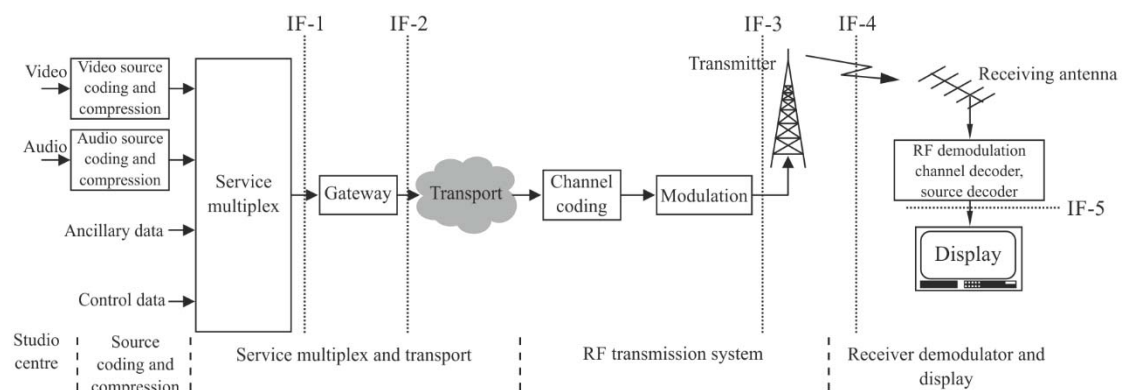 IF-1
IF-2
IF-3
IF-4
Video
Video source
coding and
compression
Audio
Audio source
coding and
compression
Ancillary data
Control data
Service
multiplex
Gateway
Transport
Channel
coding
Modulation
Transmitter
Receiving antenna
RF demodulation
channel decoder,
source decoder
IF-5
Display
Studio
centre
Source
coding and
compression
Service multiplex and transport
RF transmission system
Receiver demodulator and
display